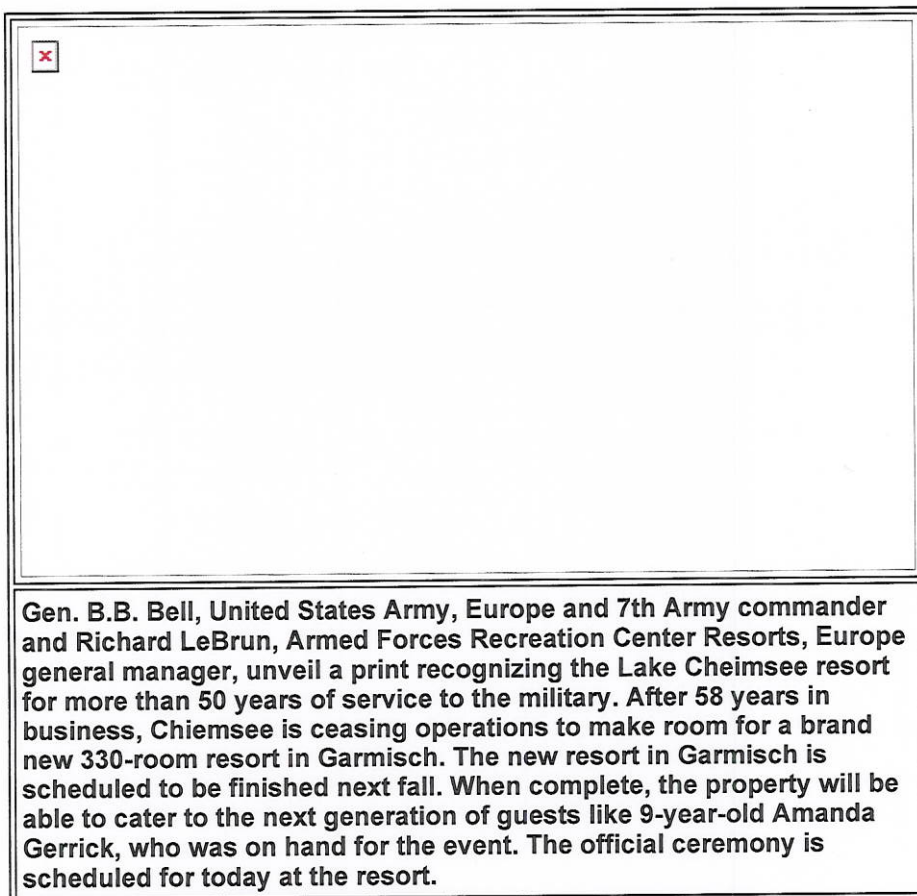 Gen. B.B. Bell, United States Army, Europe and 7th Army commander
and Richard LeBrun, Armed Forces Recreation Center Resorts, Europe
general manager, unveil a print recognizing the Lake Cheimsee resort
for more than 50 years of service to the military. After 58 years in
business, Chiemsee is ceasing operations to make room for a brand
new 330-room resort in Garmisch. The new resort in Garmisch is
scheduled to be finished next fall. When complete, the property will be
able to cater to the next generation of guests like 9-year-old Amanda
Gerrick, who was on hand for the event. The official ceremony is
scheduled for today at the resort.